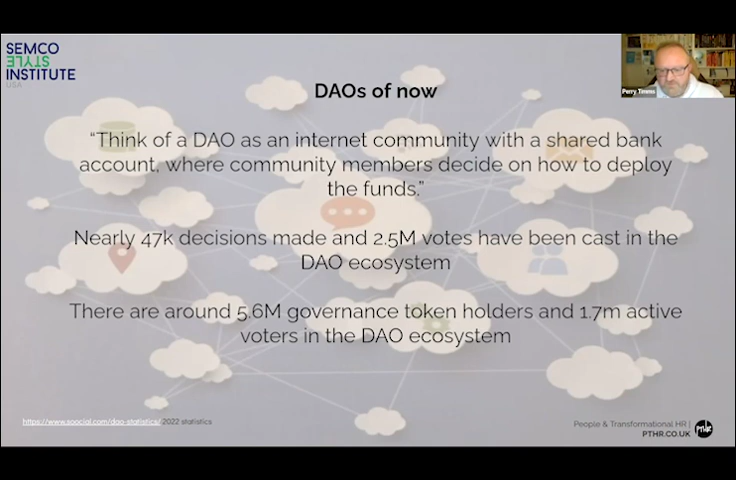 SEMCO
STYLE
INSTITUTE
USA
Perry Timms
DAOs of now
“Think of a DAO as an internet community with a shared bank
account, where community members decide on how to deploy
the funds.”
Nearly 47k decisions made and 2.5M votes have been cast in the
DAO ecosystem
There are around 5.6M governance token holders and 1.7m active
voters in the DAO ecosystem
https://www.soocial.com/dao-statistics/ 2022 statistics
People & Transformational HR |
PTHR.CO.UK
PTHR